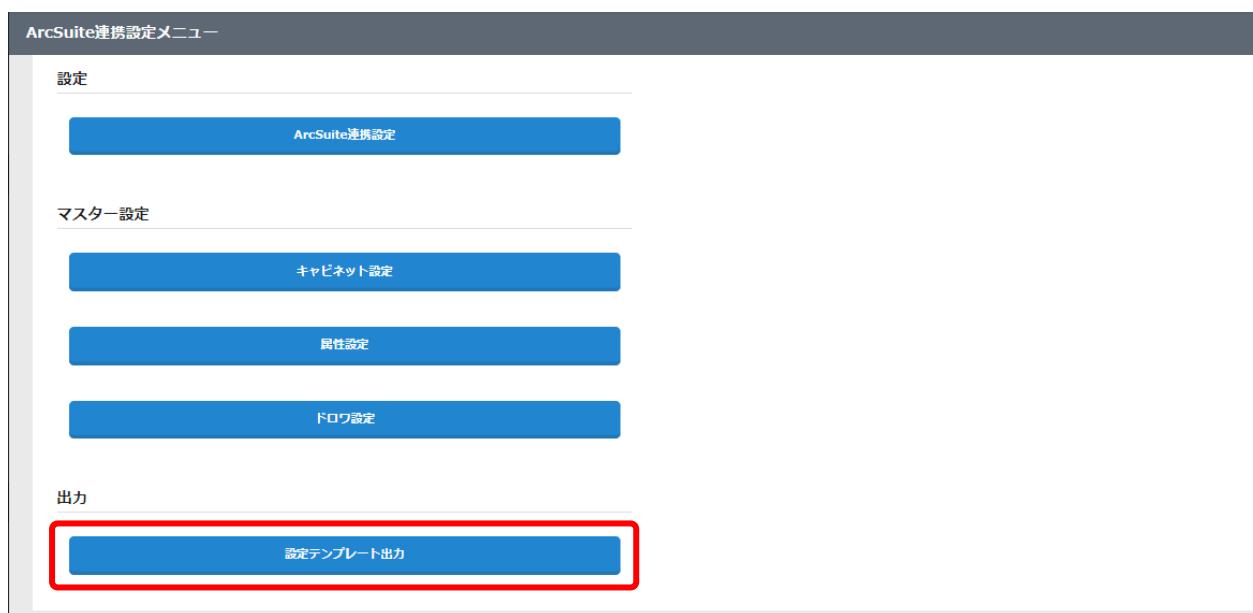 ArcSuite連携設定メニュー
設定
ArcSuite連携設定
マスター設定
キャビネット設定
属性設定
ドロワ設定
出力
設定テンプレート出力